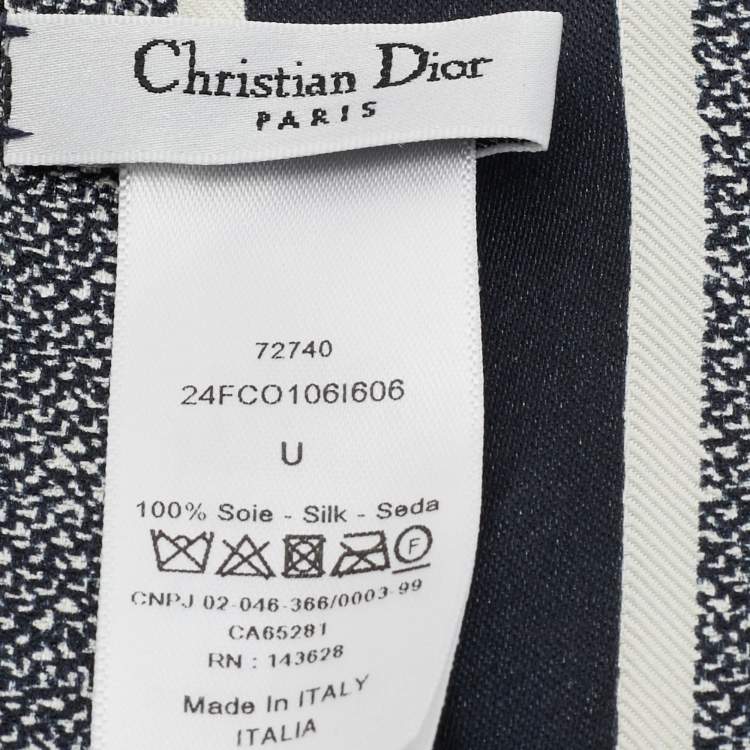 Christian Dior
PARIS
72740
24FCO106I606
U
100% Soie - Silk - Seda
F
CNPJ 02-046-366/0003-99
CA65281
RN : 143628
Made In ITALY
ITALIA